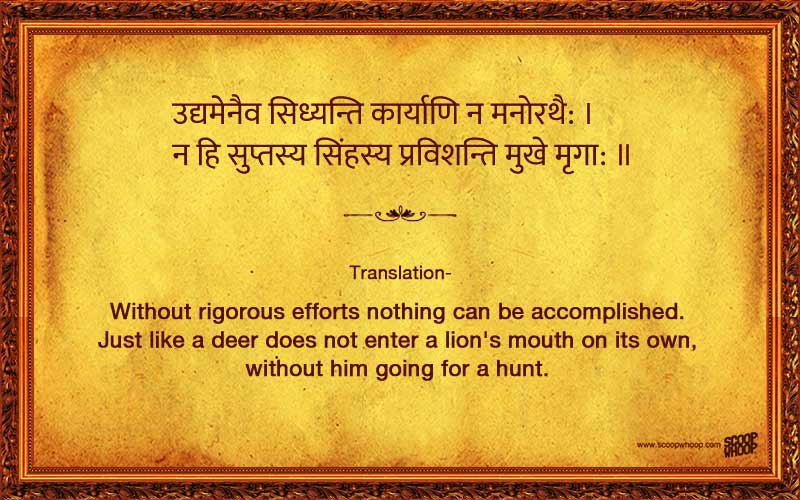 उद्यमेनैव सिध्यन्ति कार्याणि न मनोरथै: ।
न हि सुप्तस्य सिंहस्य प्रविशन्ति मुखे मृगा: ॥
Translation-
Without rigorous efforts nothing can be accomplished.
Just like a deer does not enter a lion's mouth on its own,
without him going for a hunt.
www.scoopwhoop.com SCOOP
WHOOP